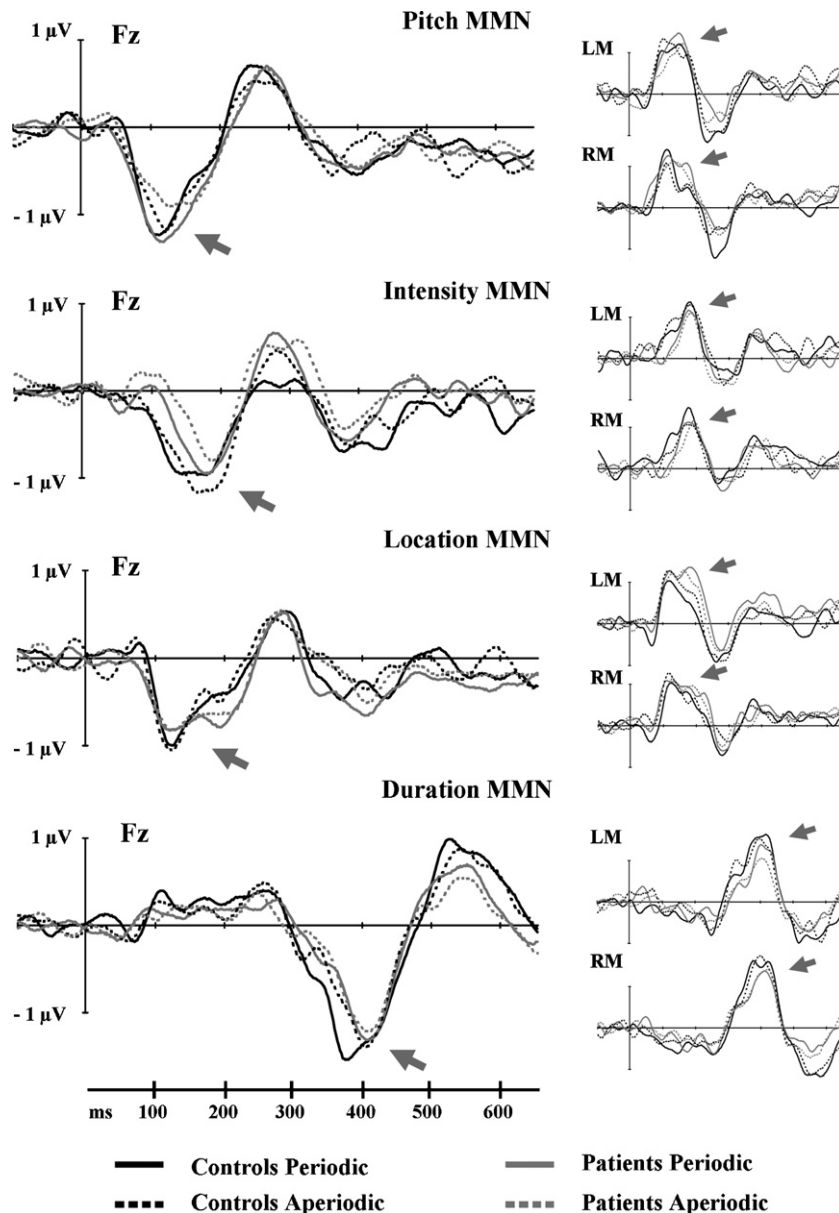 Pitch MMN
1 µV
Fz
- 1 µV
LM
RM
Intensity MMN
1 µV
Fz
- 1 µV
LM
RM
Location MMN
1 µV
Fz
- 1 µV
LM
RM
Duration MMN
1 µV
Fz
- 1 µV
LM
RM
ms 100 200 300 400 500 600
Controls Periodic Patients Periodic
Controls Aperiodic Patients Aperiodic